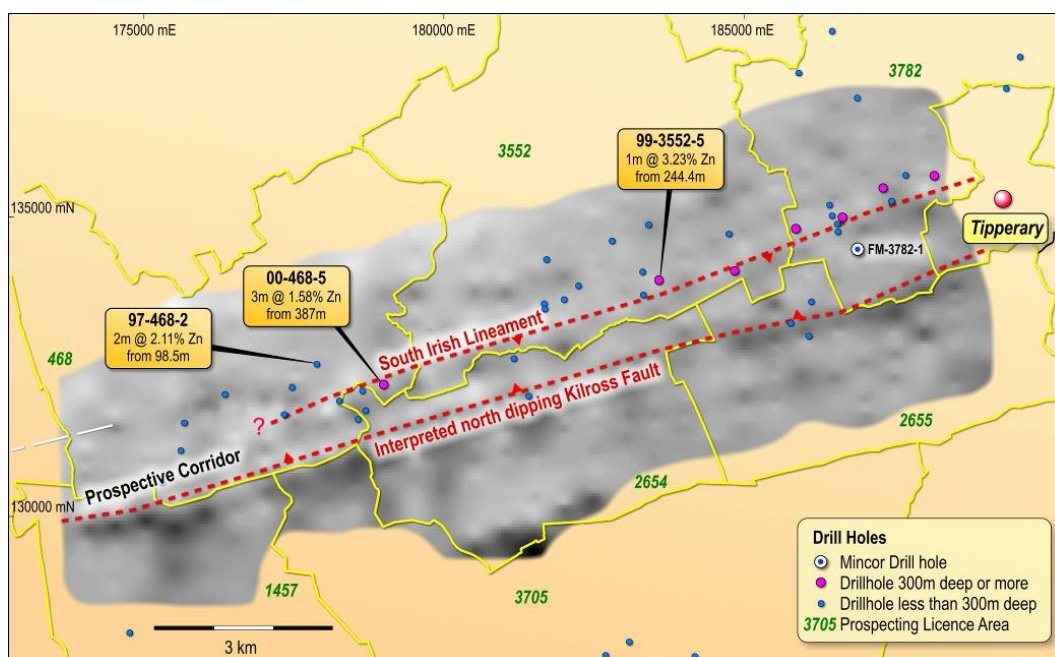 175000 mE
180000 mE
185000 mE
3782
3552
99-3552-5
1m @ 3.23% Zn
from 244.4m
135000 mN
Tipperary
FM-3782-1
00-468-5
3m @ 1.58% Zn
from 387m
97-468-2
2m @ 2.11% Zn
from 98.5m
South Irish Lineament
468
?
Interpreted north dipping Kilross Fault
2655
Prospective Corridor
2654
130000 mN
1457
3705
3 km
Drill Holes
Mincor Drill hole
Drillhole 300m deep or more
Drillhole less than 300m deep
3705 Prospecting Licence Area